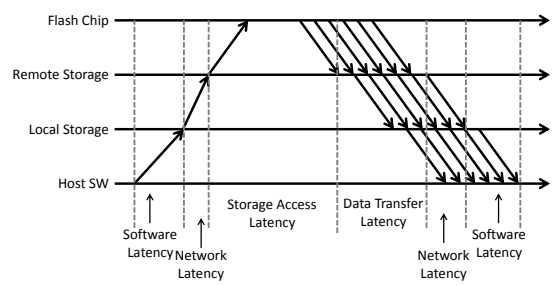 Flash Chip
Remote Storage
Local Storage
Host SW
Software
Latency
Network
Latency
Storage Access
Latency
Data Transfer
Latency
Network
Latency
Software
Latency